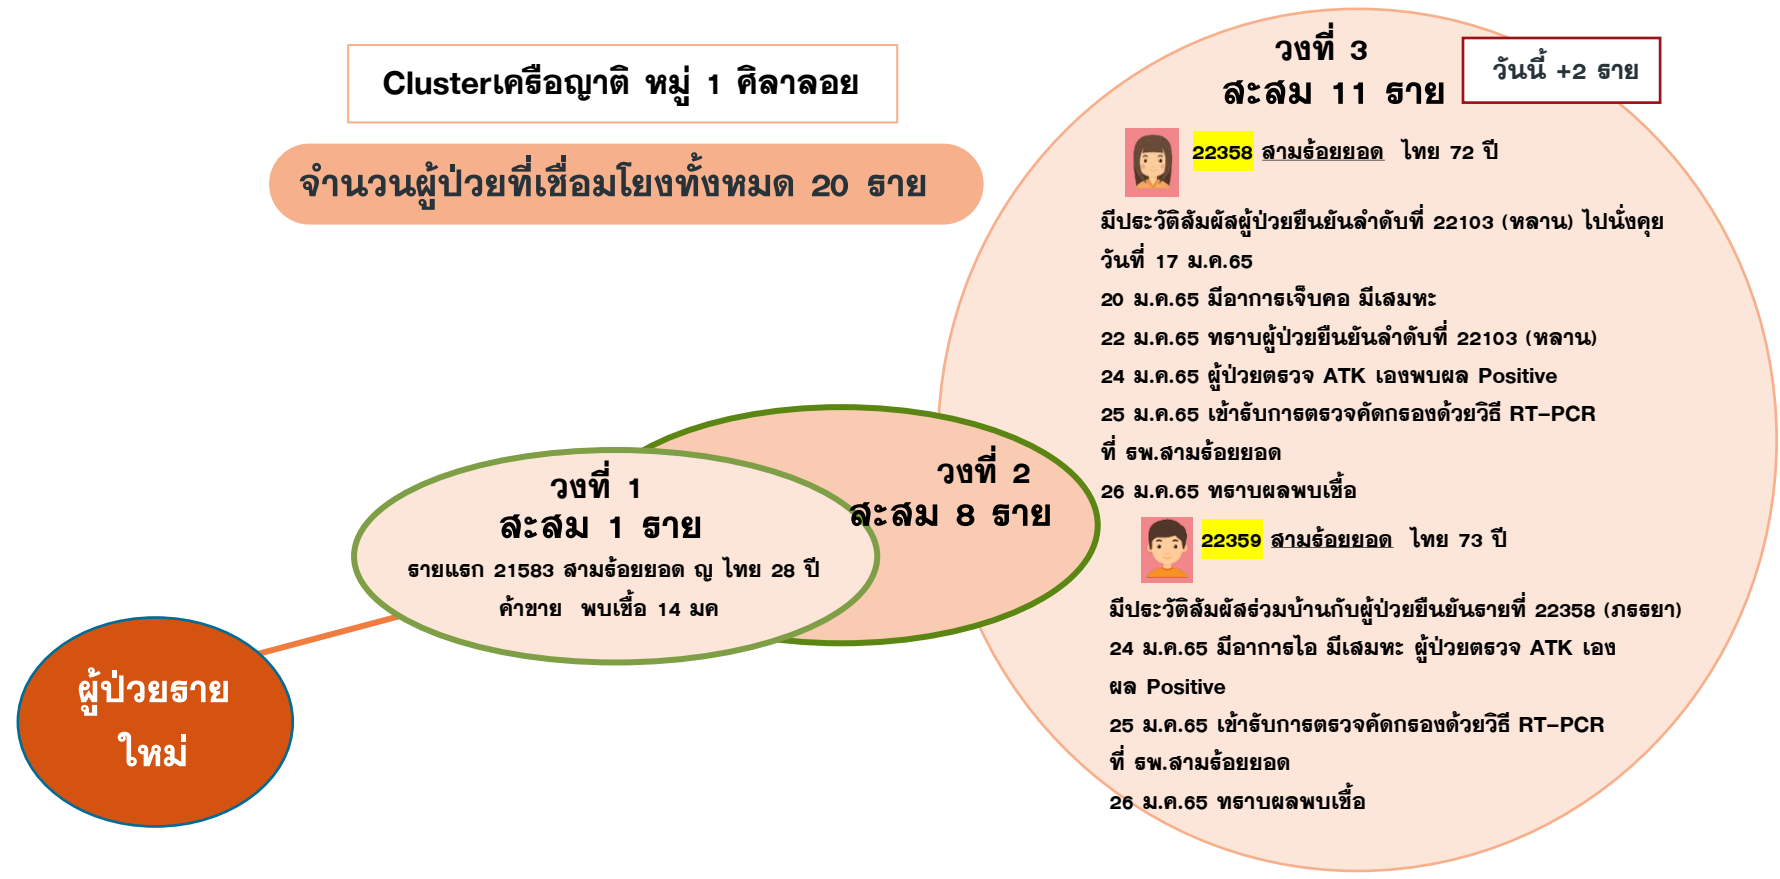 Clusterเครือญาติ หมู่ 1 ศิลาลอย
จำนวนผู้ป่วยที่เชื่อมโยงทั้งหมด 20 ราย
วงที่ 3
สะสม 11 ราย
วันนี้ +2 ราย
22358 สามร้อยยอด ไทย 72 ปี
มีประวัติสัมผัสผู้ป่วยยืนยันลำดับที่ 22103 (หลาน) ไปนั่งคุย
วันที่ 17 ม.ค.65
20 ม.ค.65 มีอาการเจ็บคอ มีเสมหะ
22 ม.ค.65 ทราบผู้ป่วยยืนยันลำดับที่ 22103 (หลาน)
24 ม.ค.65 ผู้ป่วยตรวจ ATK เองพบผล Positive
25 ม.ค.65 เข้ารับการตรวจคัดกรองด้วยวิธี RT-PCR
ที่ รพ.สามร้อยยอด
26 ม.ค.65 ทราบผลพบเชื้อ
22359 สามร้อยยอด ไทย 73 ปี
มีประวัติสัมผัสร่วมบ้านกับผู้ป่วยยืนยันรายที่ 22358 (ภรรยา)
24 ม.ค.65 มีอาการไอ มีเสมหะ ผู้ป่วยตรวจ ATK เอง
ผล Positive
25 ม.ค.65 เข้ารับการตรวจคัดกรองด้วยวิธี RT-PCR
ที่ รพ.สามร้อยยอด
26 ม.ค.65 ทราบผลพบเชื้อ
วงที่ 2
สะสม 8 ราย
วงที่ 1
สะสม 1 ราย
รายแรก 21583 สามร้อยยอด ญ ไทย 28 ปี
ค้าขาย พบเชื้อ 14 มค
ผู้ป่วยราย
ใหม่